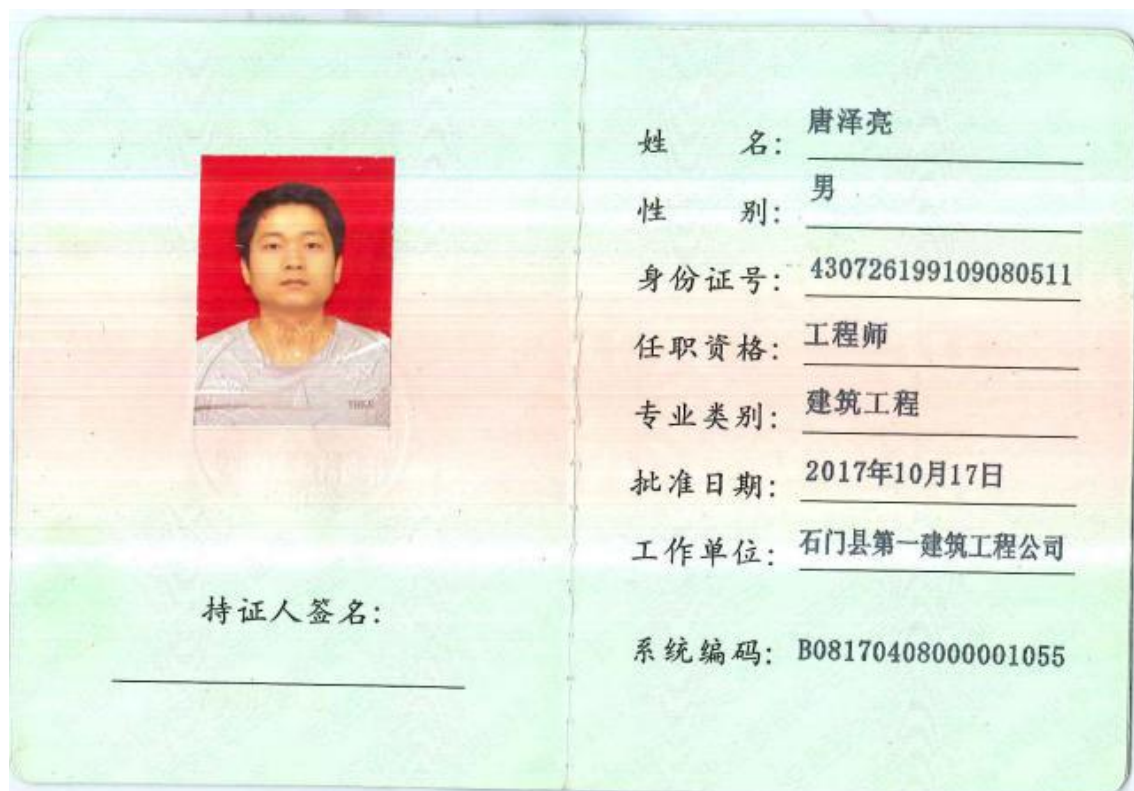 持证人签名:
姓名: 唐泽亮
性别: 男
身份证号: 430726199109080511
任职资格: 工程师
专业类别: 建筑工程
批准日期: 2017年10月17日
工作单位: 石门县第一建筑工程公司
系统编码: B08170408000001055